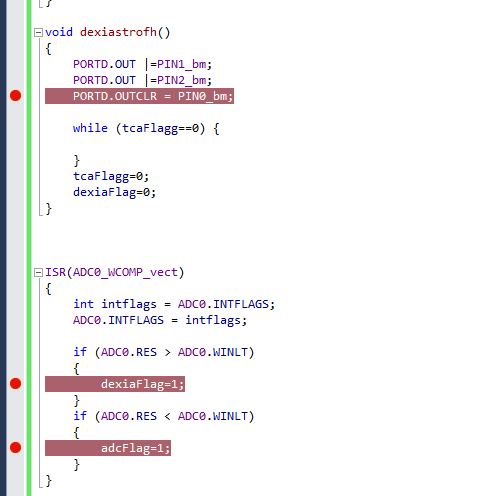 }
void dexiastrofh()
{
PORTD.OUT |=PIN1_bm;
PORTD.OUT |=PIN2_bm;
PORTD.OUTCLR = PIN0_bm;
while (tcaFlagg==0) {
}
tcaFlagg=0;
dexiaFlag=0;
}
ISR(ADC0_WCOMP_vect)
{
int intflags = ADC0.INTFLAGS;
ADC0.INTFLAGS = intflags;
if (ADC0.RES > ADC0.WINLT)
{
dexiaFlag=1;
}
if (ADC0.RES < ADC0.WINLT)
{
adcFlag=1;
}
}